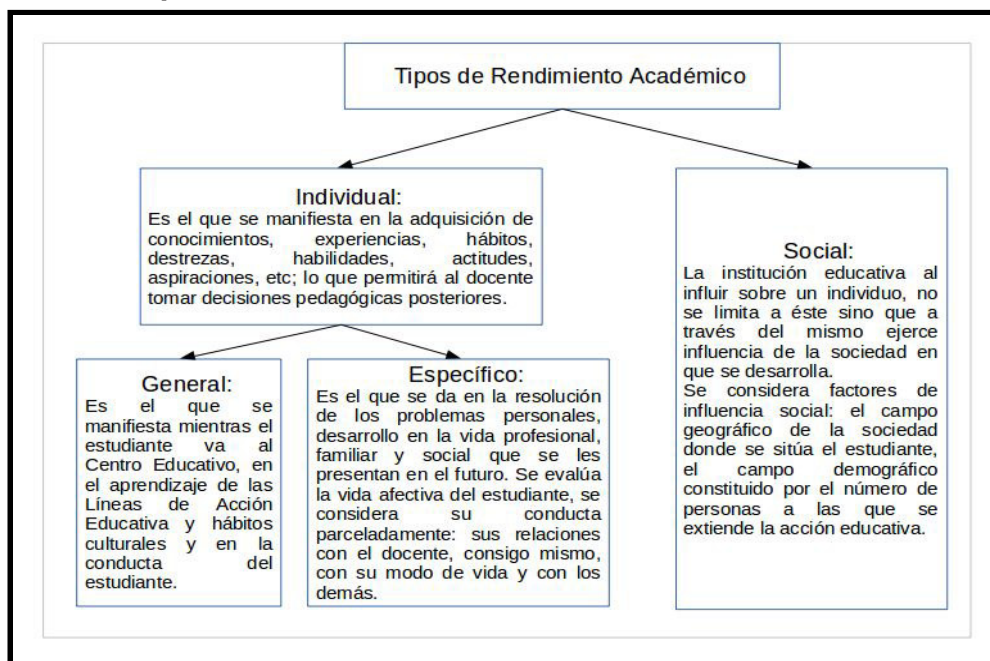 Tipos de Rendimiento Académico
Individual:
Es el que se manifiesta en la adquisición de
conocimientos, experiencias, hábitos,
destrezas, habilidades, actitudes,
aspiraciones, etc; lo que permitirá al docente
tomar decisiones pedagógicas posteriores.
General:
Es el que se
manifiesta mientras el
estudiante va al
Centro Educativo, en
el aprendizaje de las
Líneas de Acción
Educativa y hábitos
culturales y en la
conducta del
estudiante.
Específico:
Es el que se da en la resolución
de los problemas personales,
desarrollo en la vida profesional,
familiar y social que se les
presentan en el futuro. Se evalúa
la vida afectiva del estudiante, se
considera su conducta
parceladamente: sus relaciones
con el docente, consigo mismo,
con su modo de vida y con los
demás.
Social:
La institución educativa al
influir sobre un individuo, no
se limita a éste sino que a
través del mismo ejerce
influencia de la sociedad en
que se desarrolla.
Se considera factores de
influencia social: el campo
geográfico de la sociedad
donde se sitúa el estudiante,
el campo demográfico
constituido por el número de
personas a las que se
extiende la acción educativa.